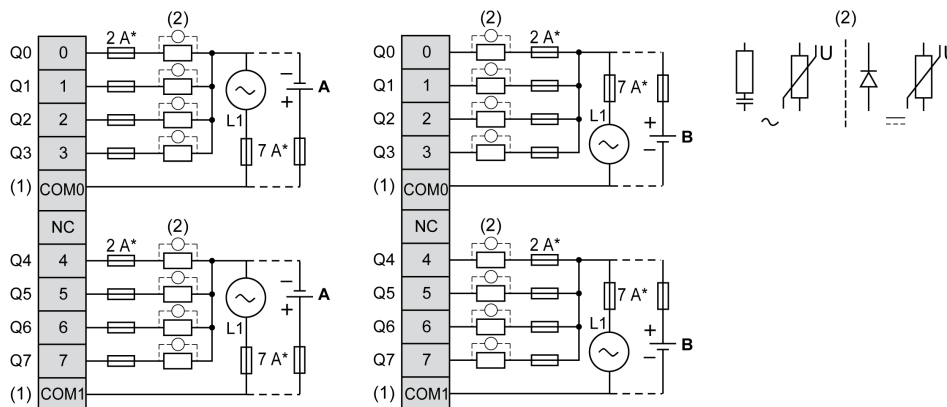 (2)
Q0 0 2 A*
Q1 1 − A
Q2 2 L1 +
Q3 3 7 A*
(1) COM0
NC
(2)
Q4 4 2 A*
Q5 5 − A
Q6 6 L1 +
Q7 7 7 A*
(1) COM1
(2)
Q0 0 2 A*
Q1 1 7 A*
Q2 2 L1 +
Q3 3 − B
(1) COM0
NC
(2)
Q4 4 2 A*
Q5 5 7 A*
Q6 6 L1 +
Q7 7 − B
(1) COM1
(2)
U U